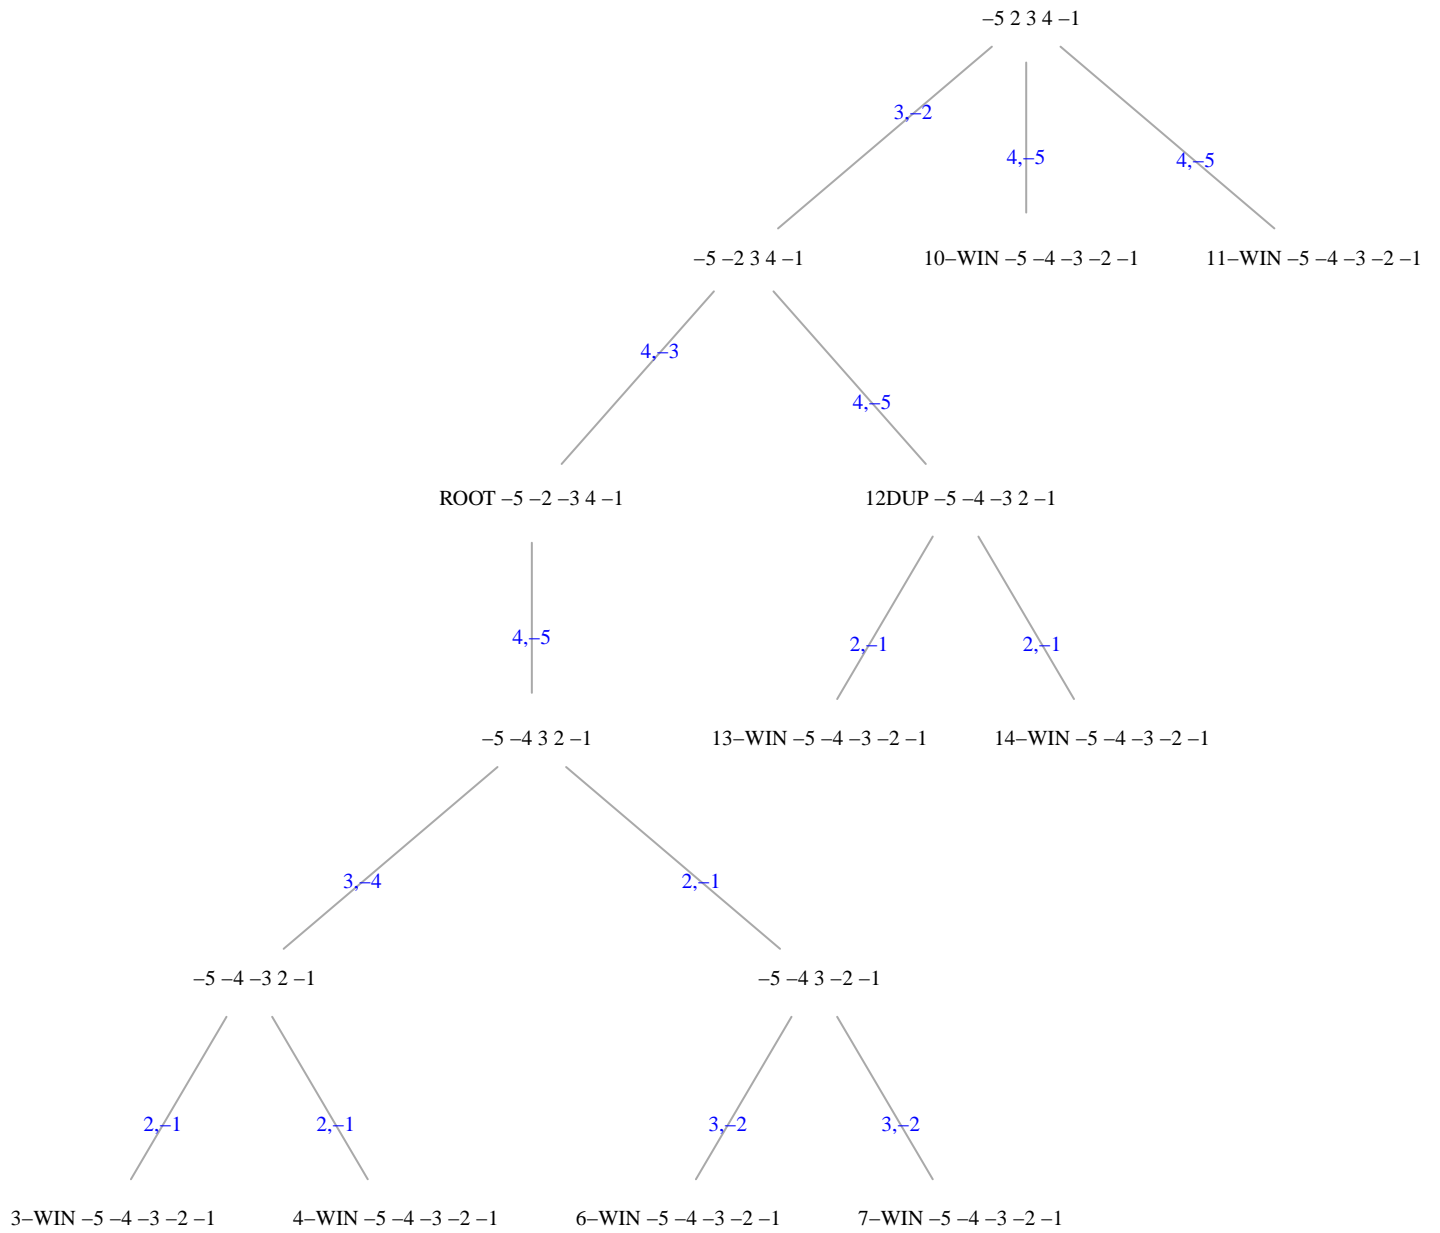 –5 2 3 4 –1
3,–2
4,–5
4,–5
–5 –2 3 4 –1
10–WIN –5 –4 –3 –2 –1
11–WIN –5 –4 –3 –2 –1
4,–3
4,–5
ROOT –5 –2 –3 4 –1
12DUP –5 –4 –3 2 –1
4,–5
2,–1
2,–1
–5 –4 3 2 –1
13–WIN –5 –4 –3 –2 –1
14–WIN –5 –4 –3 –2 –1
3,–4
2,–1
–5 –4 –3 2 –1
–5 –4 3 –2 –1
2,–1
2,–1
3,–2
3,–2
3–WIN –5 –4 –3 –2 –1
4–WIN –5 –4 –3 –2 –1
6–WIN –5 –4 –3 –2 –1
7–WIN –5 –4 –3 –2 –1